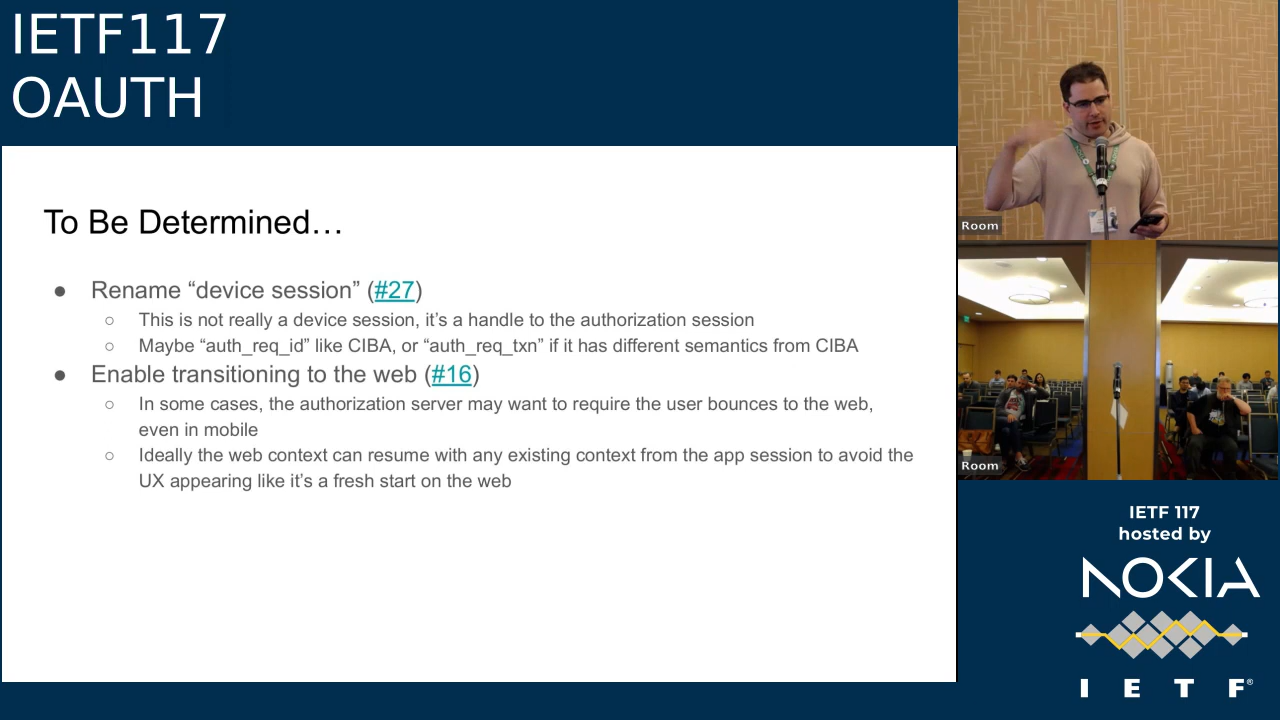 IETF117
OAUTH
To Be Determined…
● Rename “device session” (#27)
○ This is not really a device session, it’s a handle to the authorization session
○ Maybe “auth_req_id” like CIBA, or “auth_req_txn” if it has different semantics from CIBA
● Enable transitioning to the web (#16)
○ In some cases, the authorization server may want to require the user bounces to the web,
even in mobile
○ Ideally the web context can resume with any existing context from the app session to avoid the
UX appearing like it’s a fresh start on the web
Room
Room
IETF 117
hosted by
NOKIA
IETF®